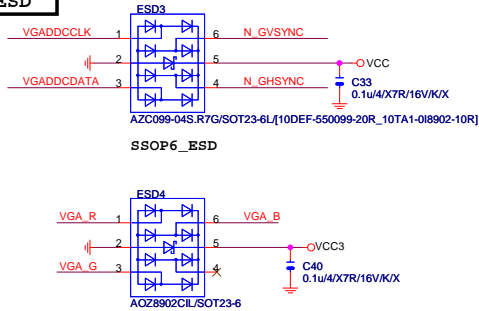 ESD
ESD3
VGADDCCLK 1 6 N_GVSYNC
2 5 VCC
VGADDCDATA 3 4 N_GHSYNC
C33
0.1u/4/X7R/16V/K/X
AZC099-04S.R7G/SOT23-6L/[10DEF-550099-20R_10TA1-0I8902-10R]
SSOP6_ESD
ESD4
VGA_R 1 6 VGA_B
2 5 VCC3
VGA_G 3 4
C40
0.1u/4/X7R/16V/K/X
AOZ8902CIL/SOT23-6